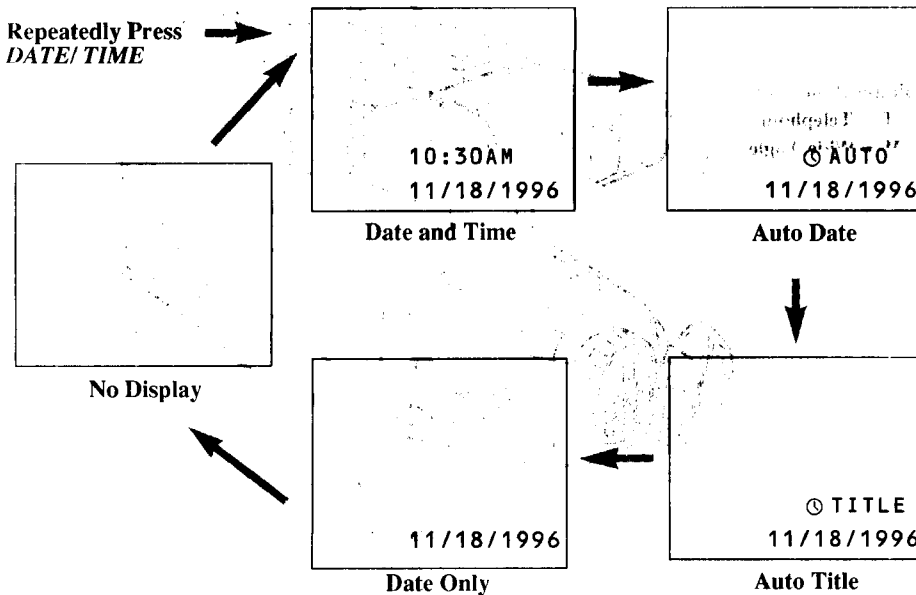 Repeatedly Press
DATE/ TIME
10:30AM
11/18/1996
Date and Time
AUTO
11/18/1996
Auto Date
No Display
11/18/1996
Date Only
TITLE
11/18/1996
Auto Title